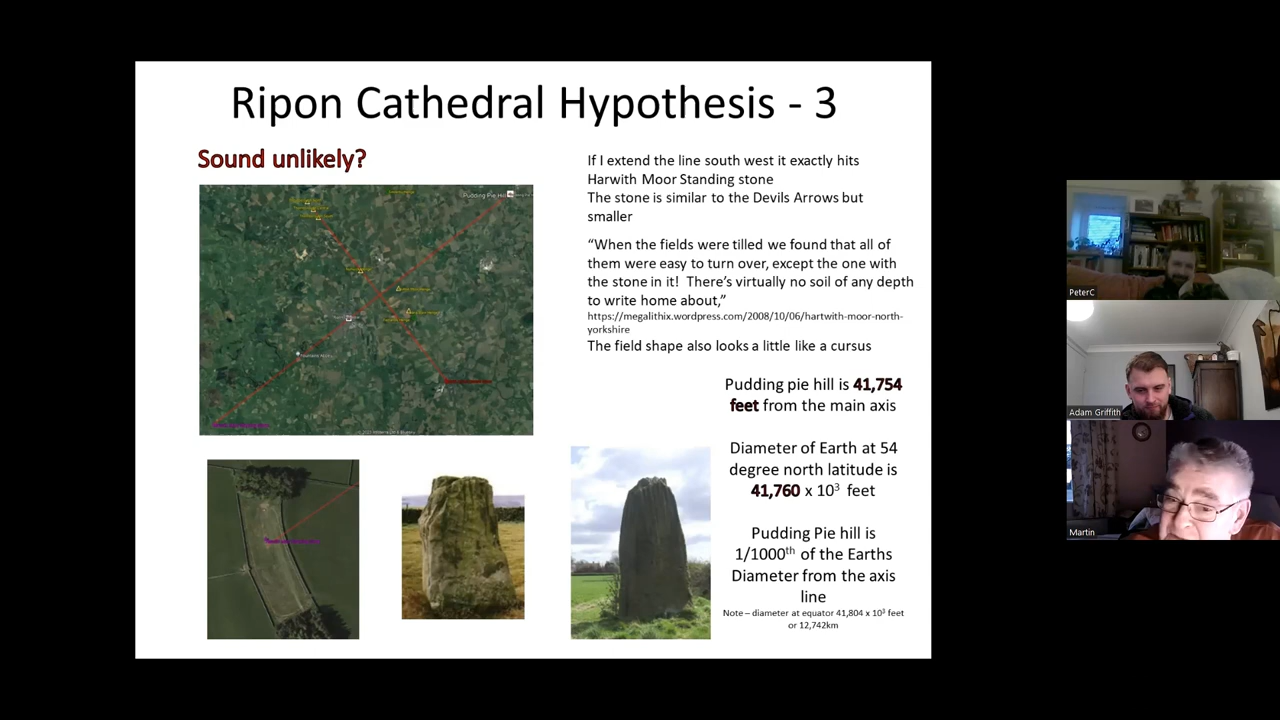 Ripon Cathedral Hypothesis - 3
Sound unlikely?
Pudding Pie Hill
If I extend the line south west it exactly hits
Harwith Moor Standing stone
The stone is similar to the Devils Arrows but
smaller
“When the fields were tilled we found that all of
them were easy to turn over, except the one with
the stone in it!  There’s virtually no soil of any depth
to write home about,”
https://megalithix.wordpress.com/2008/10/06/hartwith-moor-north-
yorkshire
The field shape also looks a little like a cursus
Pudding pie hill is 41,754
feet from the main axis
Diameter of Earth at 54
degree north latitude is
41,760 x 10³ feet
Pudding Pie hill is
1/1000th of the Earths
Diameter from the axis
line
Note – diameter at equator 41,804 x 10³ feet
or 12,742km
PeterC
Adam Griffith
Martin